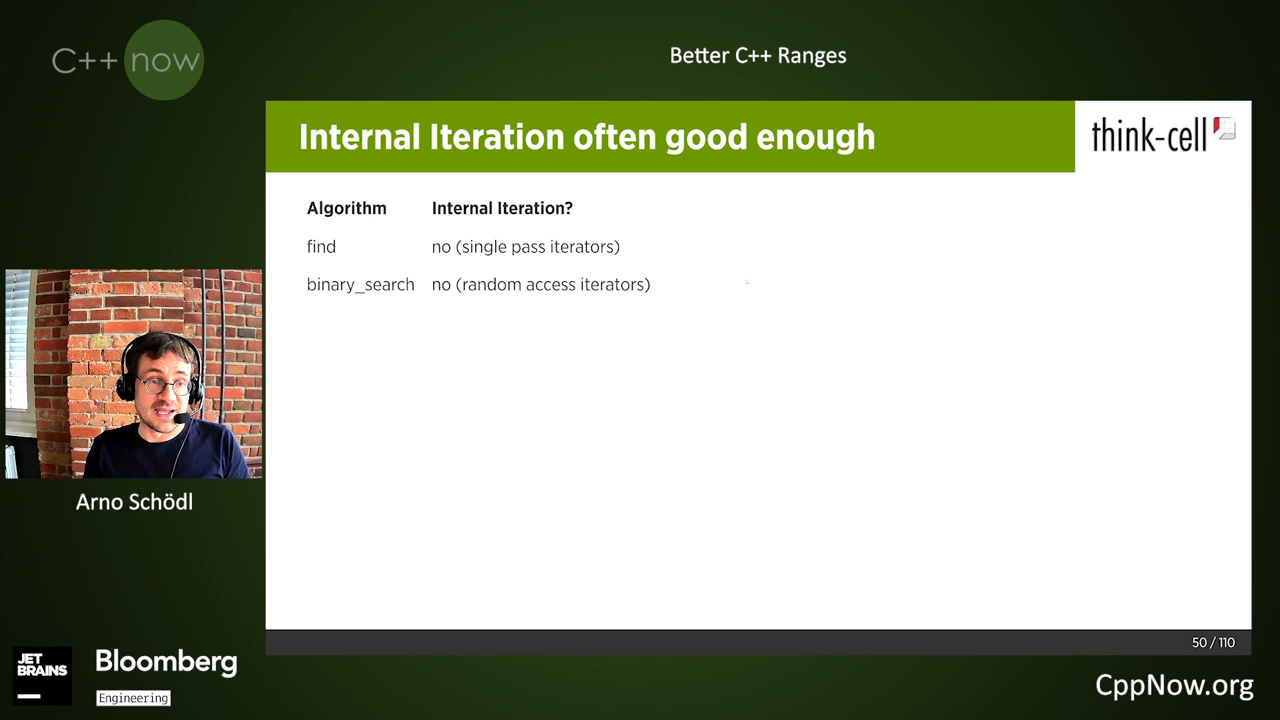 C++ now
Better C++ Ranges
Internal Iteration often good enough
think-cell
Algorithm Internal Iteration?
find no (single pass iterators)
binary_search no (random access iterators)
Arno Schödl
50 / 110
JET
BRAINS
Bloomberg
Engineering
CppNow.org